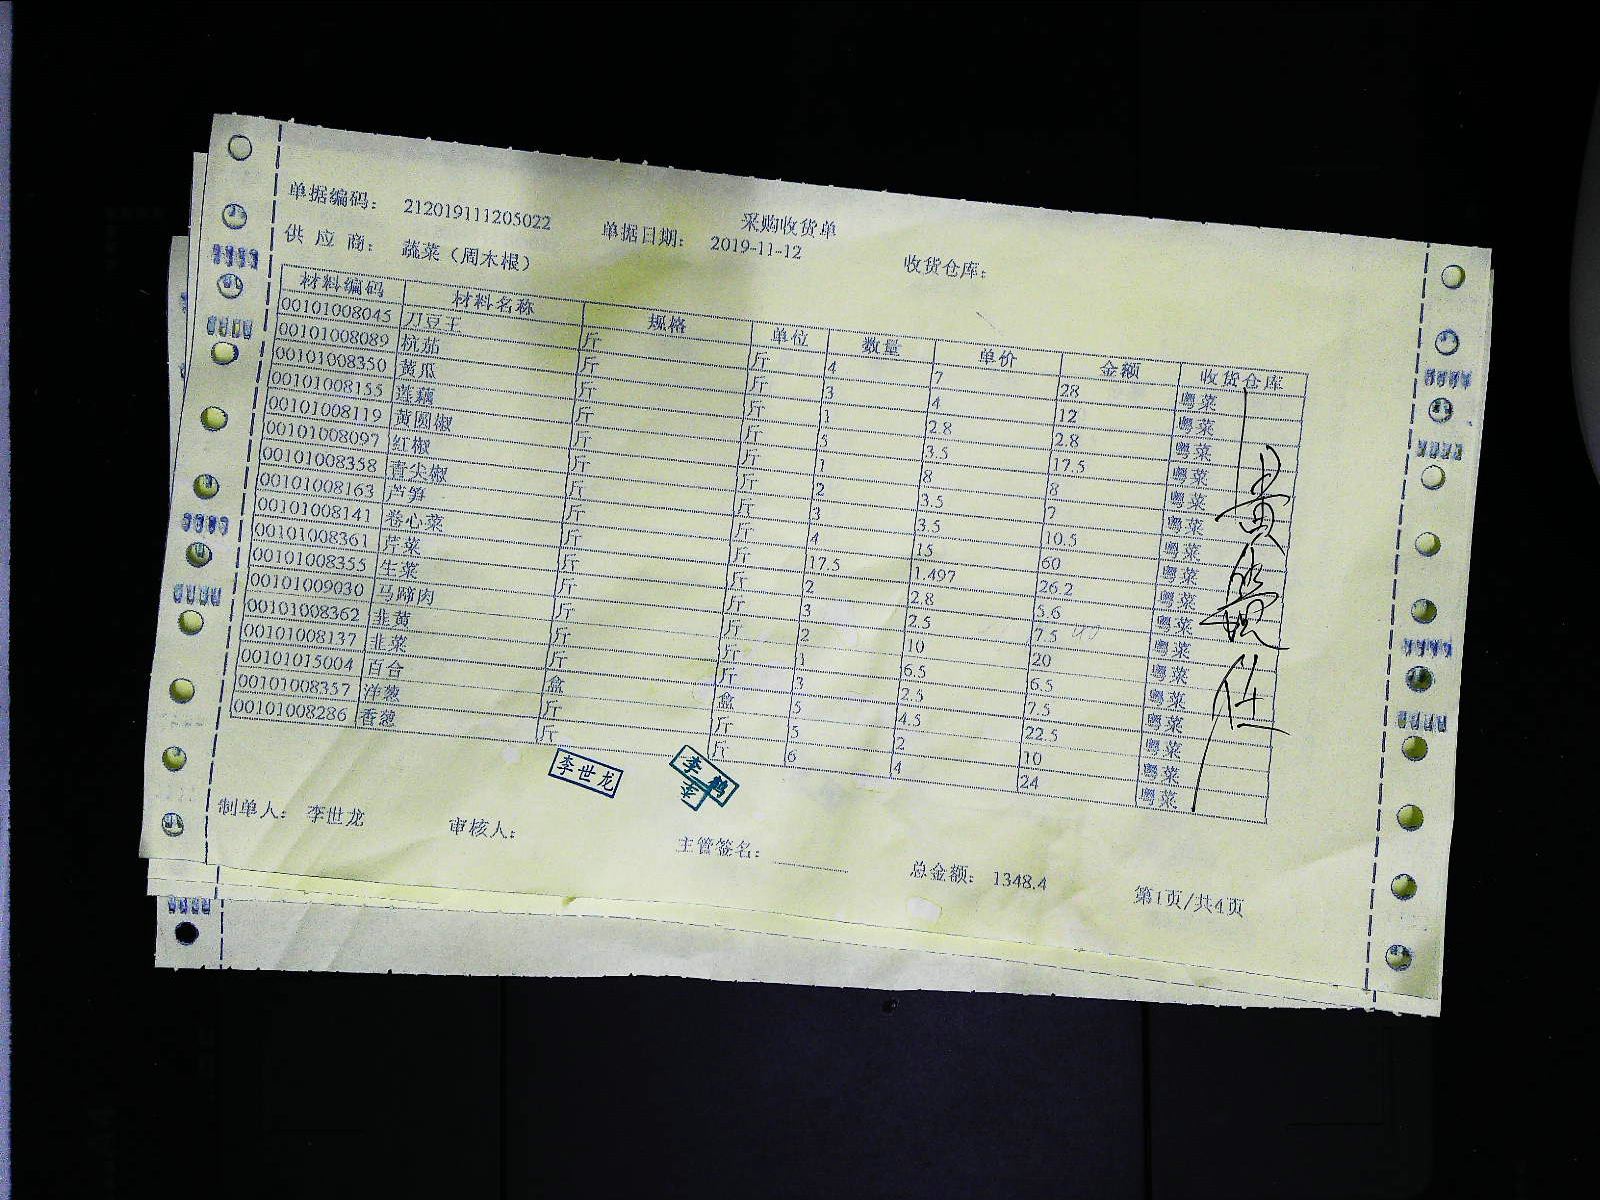 采购收货单
单据编码： 212019111205022 单据日期： 2019-11-12 收货仓库：
供 应 商： 蔬菜（周木根）
材料编码 材料名称 规格 单位 数量 单价 金额 收货仓库
00101008045 刀豆王 斤 斤 4 7 28 粤菜
00101008089 杭茄 斤 斤 3 4 12 粤菜
00101008350 黄瓜 斤 斤 1 2.8 2.8 粤菜
00101008155 莲藕 斤 斤 5 3.5 17.5 粤菜
00101008119 黄圆椒 斤 斤 1 8 8 粤菜
00101008097 红椒 斤 斤 2 3.5 7 粤菜
00101008358 青尖椒 斤 斤 3 3.5 10.5 粤菜
00101008163 芦笋 斤 斤 4 15 60 粤菜
00101008141 卷心菜 斤 斤 17.5 1.497 26.2 粤菜
00101008361 芹菜 斤 斤 2 2.8 5.6 粤菜
00101008355 生菜 斤 斤 3 2.5 7.5 粤菜
00101009030 马蹄肉 斤 斤 2 10 20 粤菜
00101008362 韭黄 斤 斤 1 6.5 6.5 粤菜
00101008137 韭菜 斤 斤 3 2.5 7.5 粤菜
00101015004 百合 盒 盒 5 4.5 22.5 粤菜
00101008357 洋葱 斤 斤 5 2 10 粤菜
00101008286 香葱 斤 斤 6 4 24 粤菜
李世龙
制单人： 李世龙 审核人： 主管签名： 总金额： 1348.4 第1页/共4页